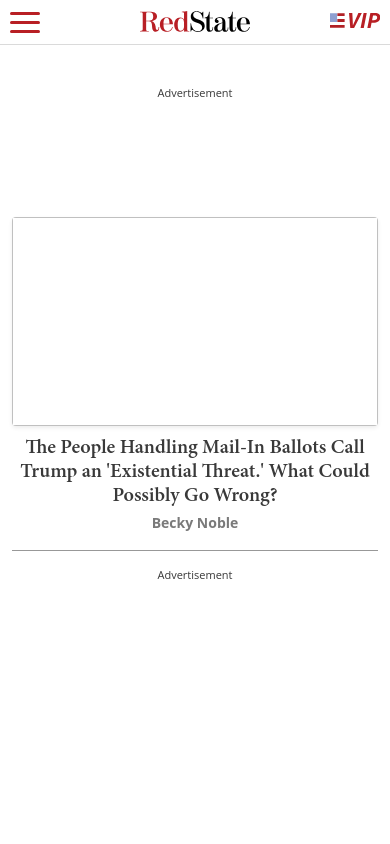 RedState
VIP
Advertisement
The People Handling Mail-In Ballots Call
Trump an 'Existential Threat.' What Could
Possibly Go Wrong?
Becky Noble
Advertisement